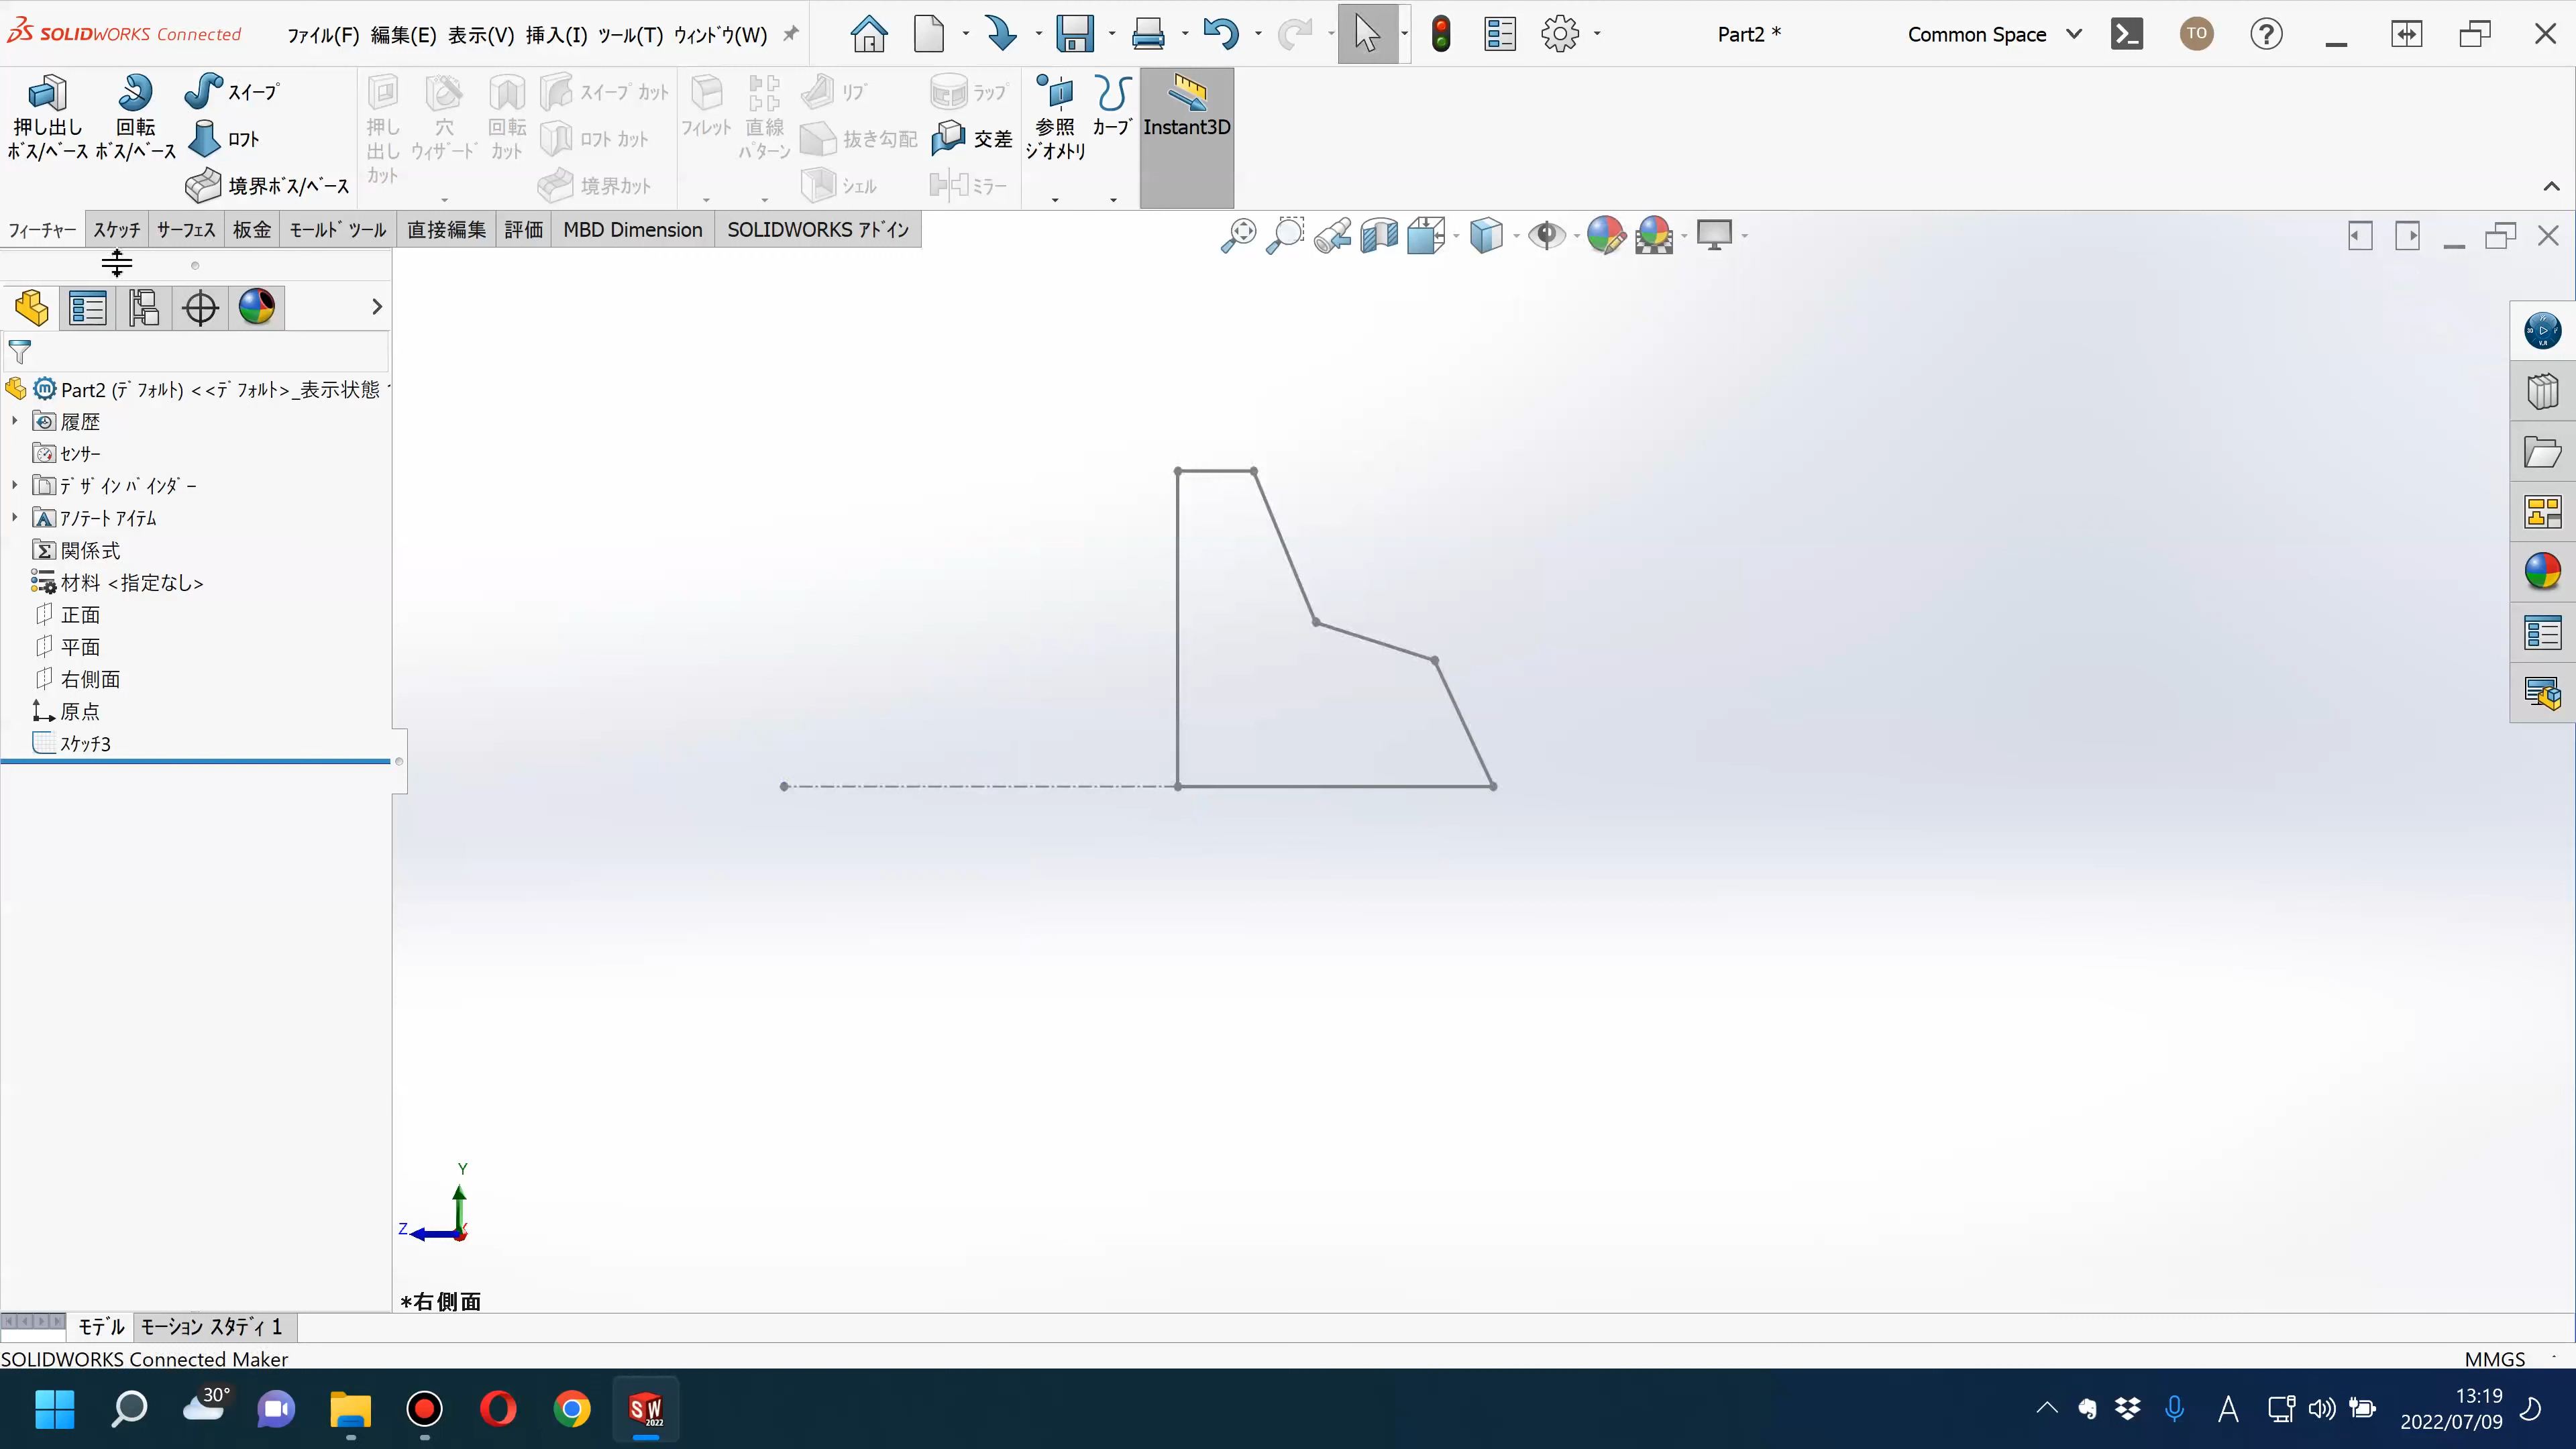 SOLIDWORKS Connected
ファイル(F) 編集(E) 表示(V) 挿入(I) ツール(T) ウィンドウ(W)
Part2 *
Common Space
TO
押し出し
ボス/ベース
回転
ボス/ベース
スイープ
ロフト
境界ボス/ベース
押し
出し
カット
穴
ウィザード
回転
カット
スイープ カット
ロフト カット
境界カット
フィレット
直線
パターン
リブ
抜き勾配
シェル
ラップ
交差
ミラー
参照
ジオメトリ
カーブ
Instant3D
フィーチャー スケッチ サーフェス 板金 モールド ツール 直接編集 評価 MBD Dimension SOLIDWORKS アドイン
Part2 (デフォルト) <<デフォルト>_表示状態
履歴
センサー
デザイン バインダー
アノテート アイテム
関係式
材料 <指定なし>
正面
平面
右側面
原点
スケッチ3
Y
Z
*右側面
モデル モーション スタディ 1
SOLIDWORKS Connected Maker
MMGS
30°
SW
2022
A
13:19
2022/07/09